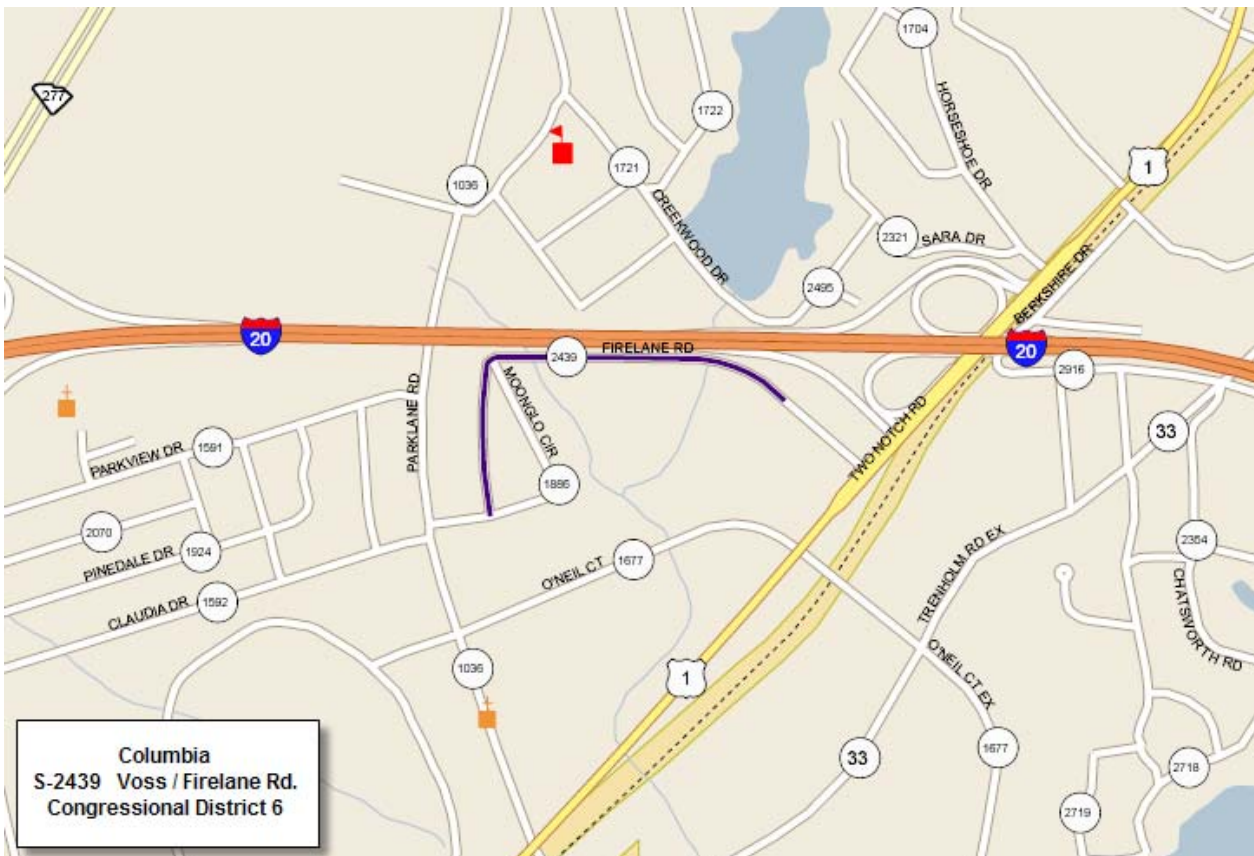 277
1704
1722
HORSESHOE DR
1
1721
1036
CREEKWOOD DR
2321
SARA DR
2495
BERKSHIRE DR
20
FIRELANE RD
20
2439
2916
MOONGLO CIR
PARKLANE RD
TWO NOTCH RD
33
PARKVIEW DR
1591
1886
2070
1924
PINEDALE DR
2354
O'NEIL CT
1677
TRENHOLM RD EX
CHATSWORTH RD
CLAUDIA DR
1592
1036
1
O'NEIL CT EX
1677
33
2718
2719
Columbia
S-2439 Voss / Firelane Rd.
Congressional District 6